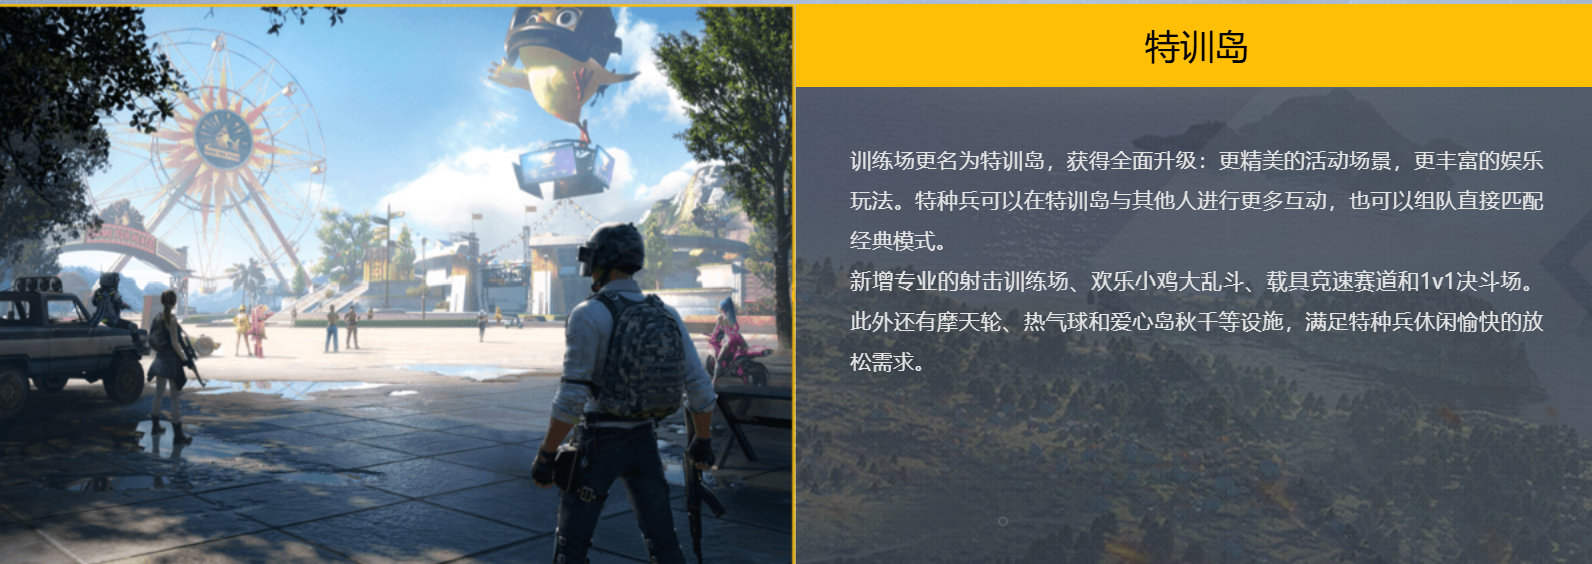 特训岛
训练场更名为特训岛，获得全面升级：更精美的活动场景，更丰富的娱乐
玩法。特种兵可以在特训岛与其他人进行更多互动，也可以组队直接匹配
经典模式。
新增专业的射击训练场、欢乐小鸡大乱斗、载具竞速赛道和1v1决斗场。
此外还有摩天轮、热气球和爱心岛秋千等设施，满足特种兵休闲愉快的放
松需求。